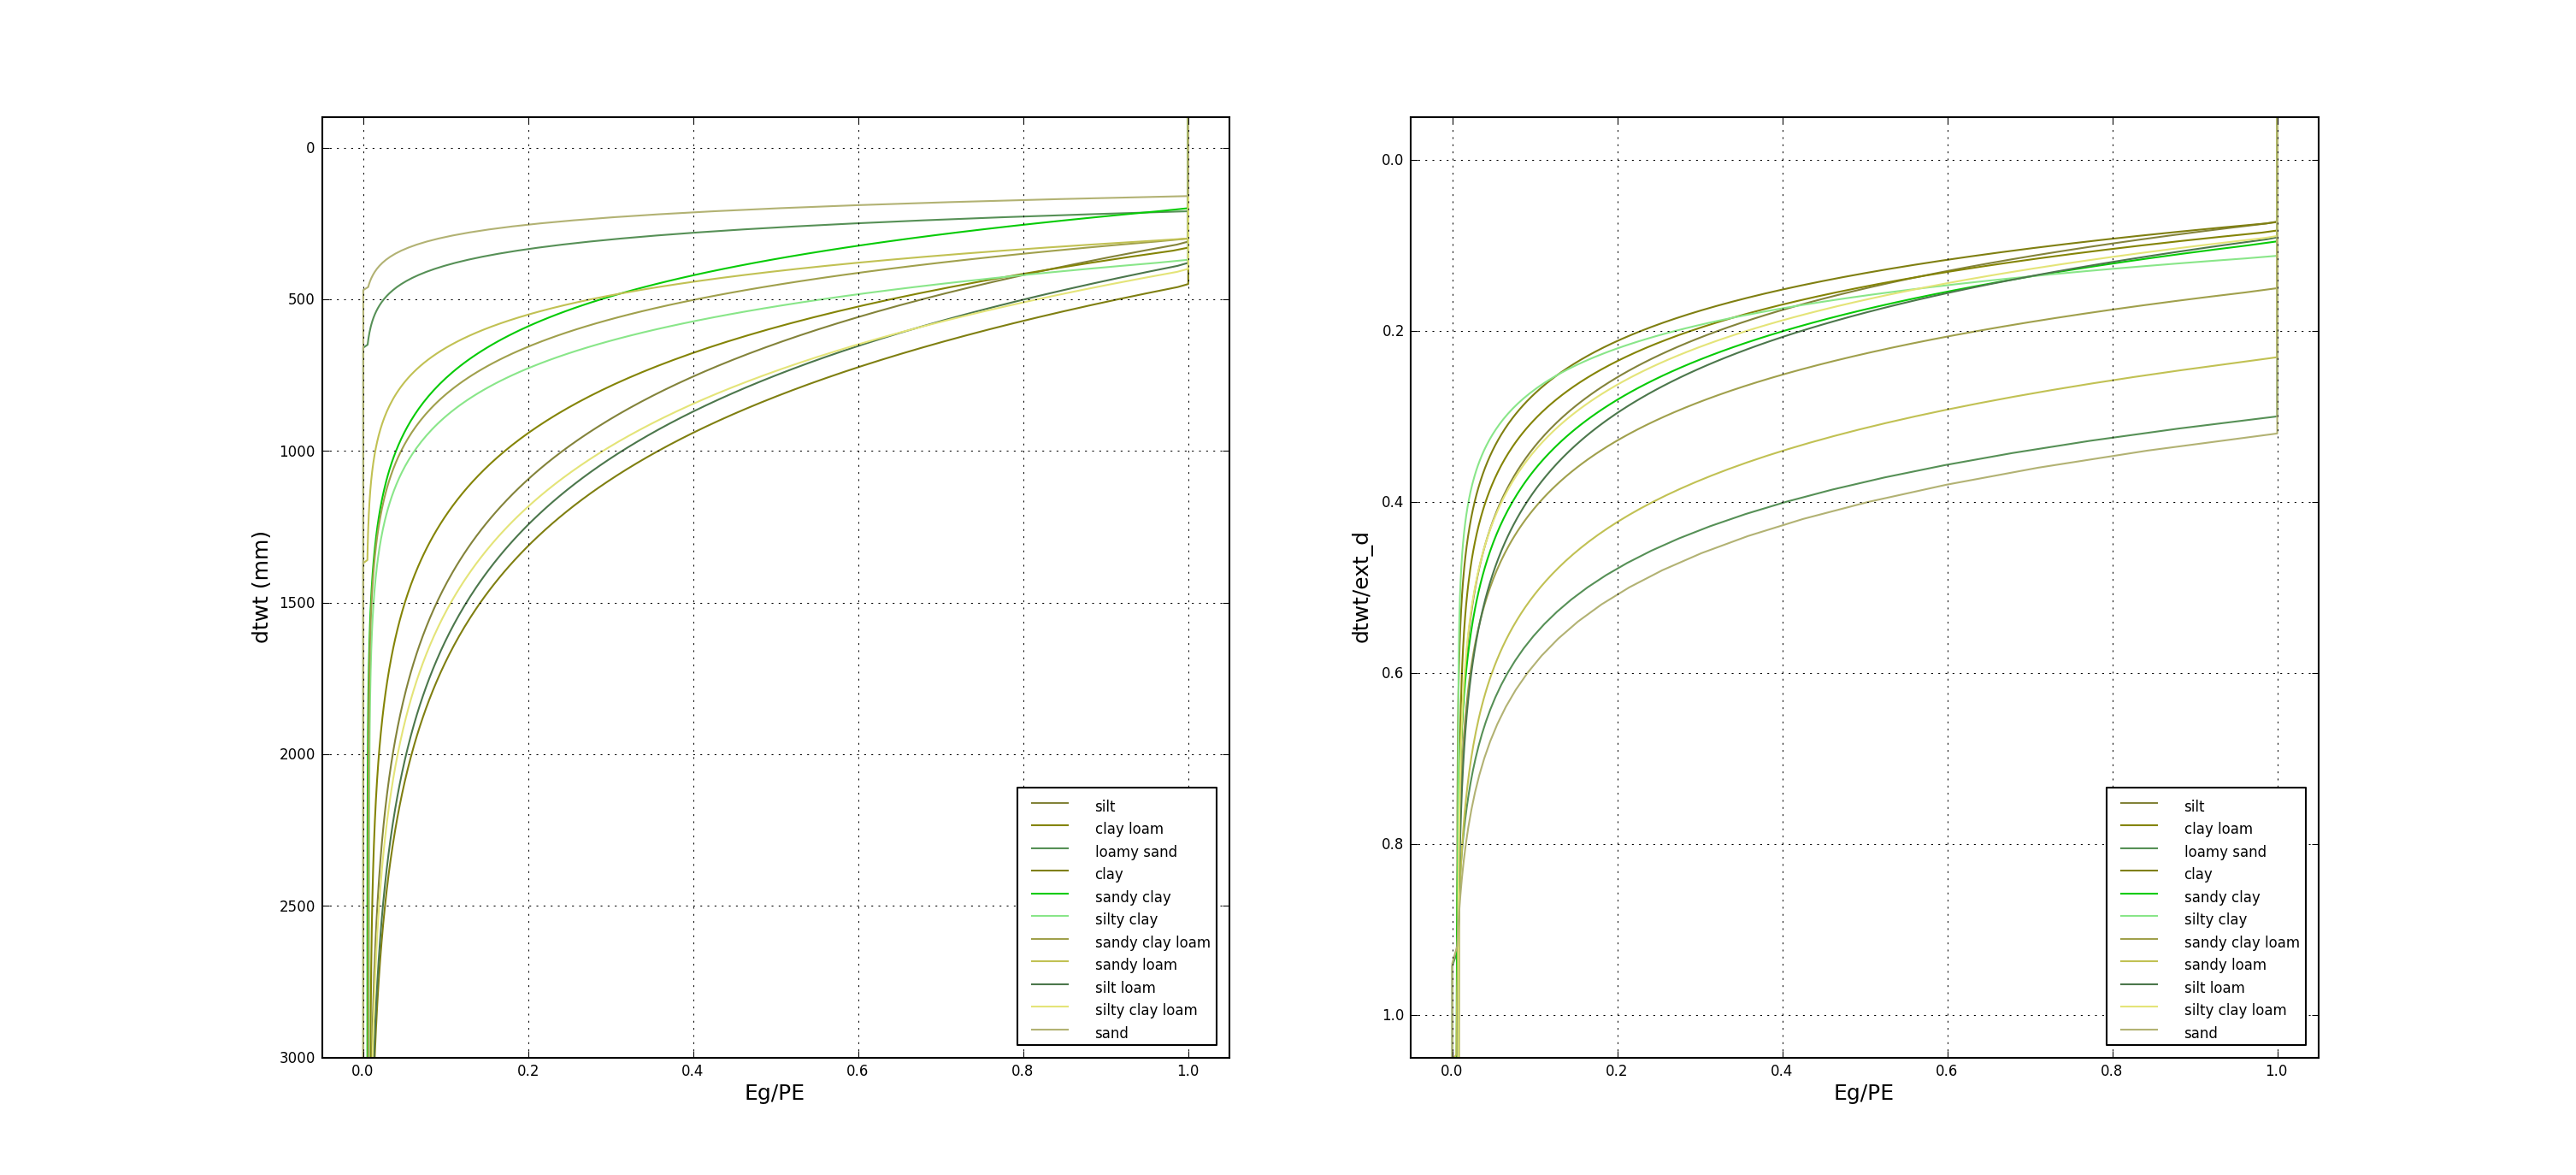 0
500
1000
1500
2000
2500
3000
dtwt (mm)
0.0 0.2 0.4 0.6 0.8 1.0
Eg/PE
silt
clay loam
loamy sand
clay
sandy clay
silty clay
sandy clay loam
sandy loam
silt loam
silty clay loam
sand
0.0
0.2
0.4
0.6
0.8
1.0
dtwt/ext_d
0.0 0.2 0.4 0.6 0.8 1.0
Eg/PE
silt
clay loam
loamy sand
clay
sandy clay
silty clay
sandy clay loam
sandy loam
silt loam
silty clay loam
sand